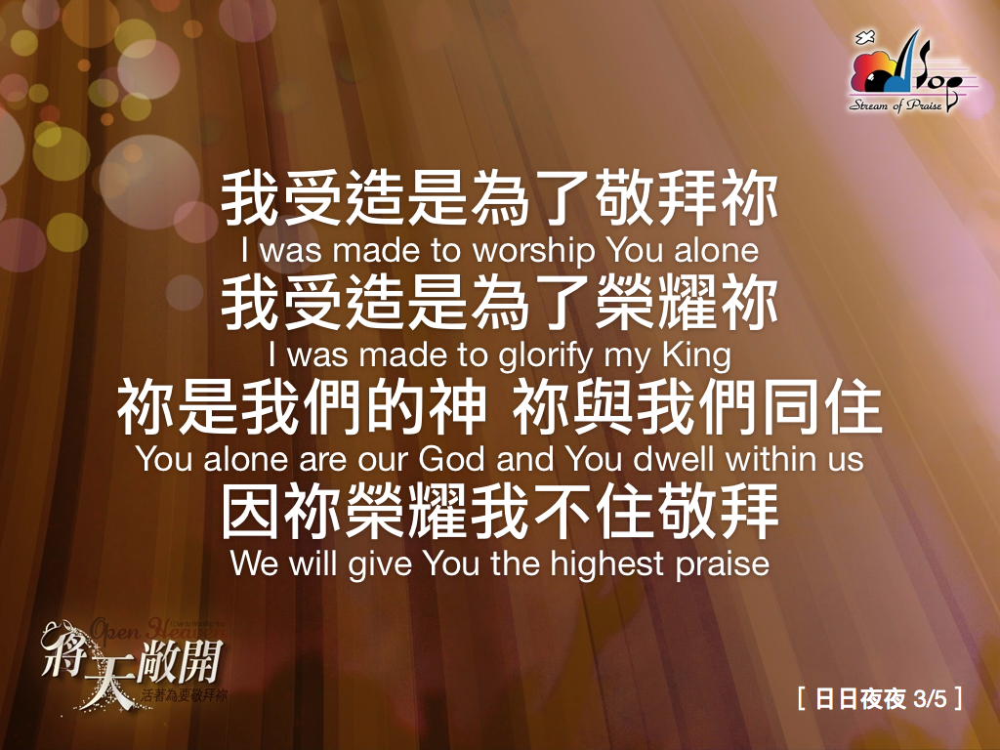 Sop
Stream of Praise
我受造是為了敬拜祢
I was made to worship You alone
我受造是為了榮耀祢
I was made to glorify my King
祢是我們的神 祢與我們同住
You alone are our God and You dwell within us
因祢榮耀我不住敬拜
We will give You the highest praise
Open Heaven
將天敞開
活著為要敬拜祢
[ 日日夜夜 3/5 ]